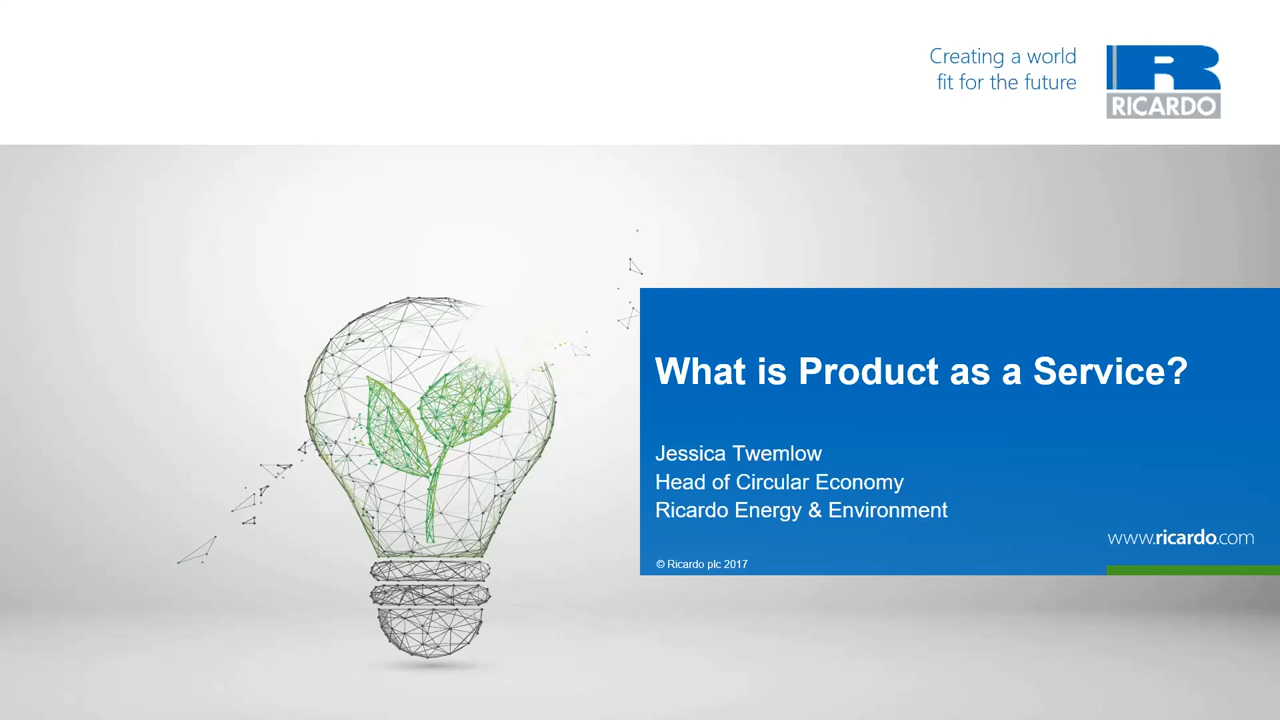 Creating a world
fit for the future
R
RICARDO
What is Product as a Service?
Jessica Twemlow
Head of Circular Economy
Ricardo Energy & Environment
www.ricardo.com
© Ricardo plc 2017